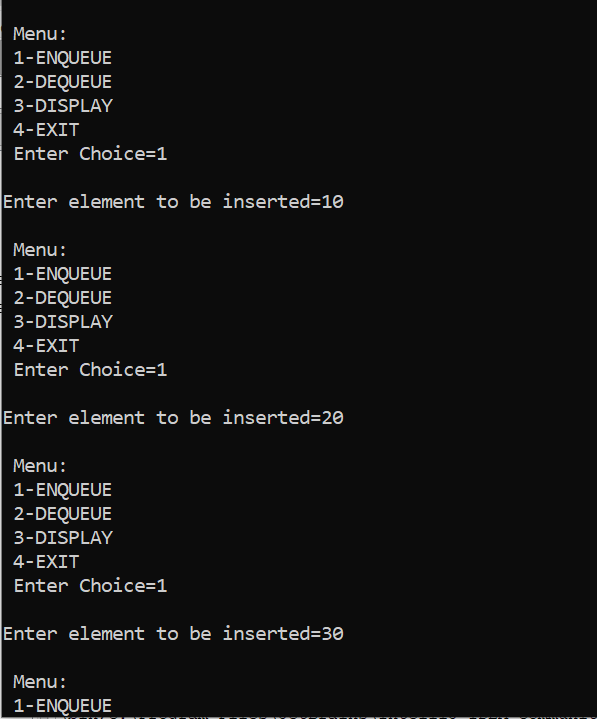 Menu:
1-ENQUEUE
2-DEQUEUE
3-DISPLAY
4-EXIT
Enter Choice=1
Enter element to be inserted=10
Menu:
1-ENQUEUE
2-DEQUEUE
3-DISPLAY
4-EXIT
Enter Choice=1
Enter element to be inserted=20
Menu:
1-ENQUEUE
2-DEQUEUE
3-DISPLAY
4-EXIT
Enter Choice=1
Enter element to be inserted=30
Menu:
1-ENQUEUE